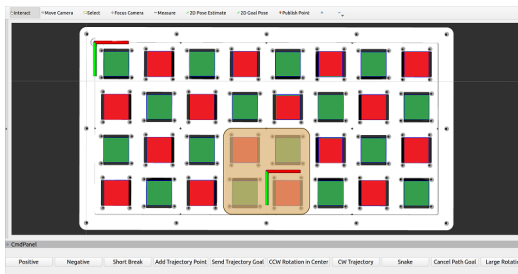 Interact Move Camera Select Focus Camera Measure 2D Pose Estimate 2D Goal Pose Publish Point
CmdPanel
Positive Negative Short Break Add Trajectory Point Send Trajectory Goal CCW Rotation in Center CW Trajectory Snake Cancel Path Goal Large Rotatio